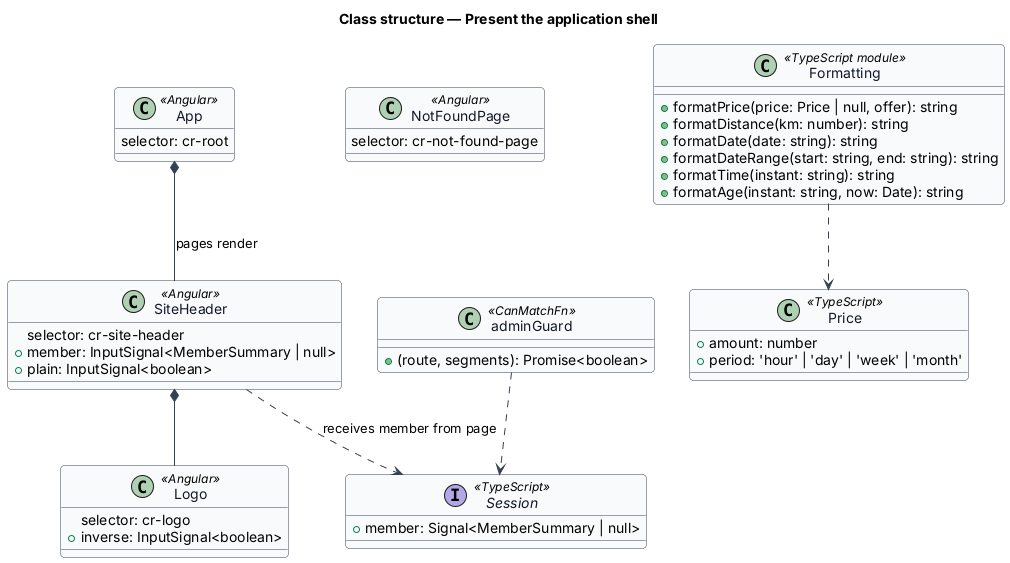 Class structure — Present the application shell
«Angular»
C
App
selector: cr-root
«Angular»
C
NotFoundPage
selector: cr-not-found-page
«TypeScript module»
C
Formatting
formatPrice(price: Price | null, offer): string
formatDistance(km: number): string
formatDate(date: string): string
formatDateRange(start: string, end: string): string
formatTime(instant: string): string
formatAge(instant: string, now: Date): string
pages render
«Angular»
C
SiteHeader
selector: cr-site-header
member: InputSignal<MemberSummary | null>
plain: InputSignal<boolean>
«CanMatchFn»
C
adminGuard
(route, segments): Promise<boolean>
«TypeScript»
C
Price
amount: number
period: 'hour' | 'day' | 'week' | 'month'
receives member from page
«Angular»
C
Logo
selector: cr-logo
inverse: InputSignal<boolean>
«TypeScript»
I
Session
member: Signal<MemberSummary | null>